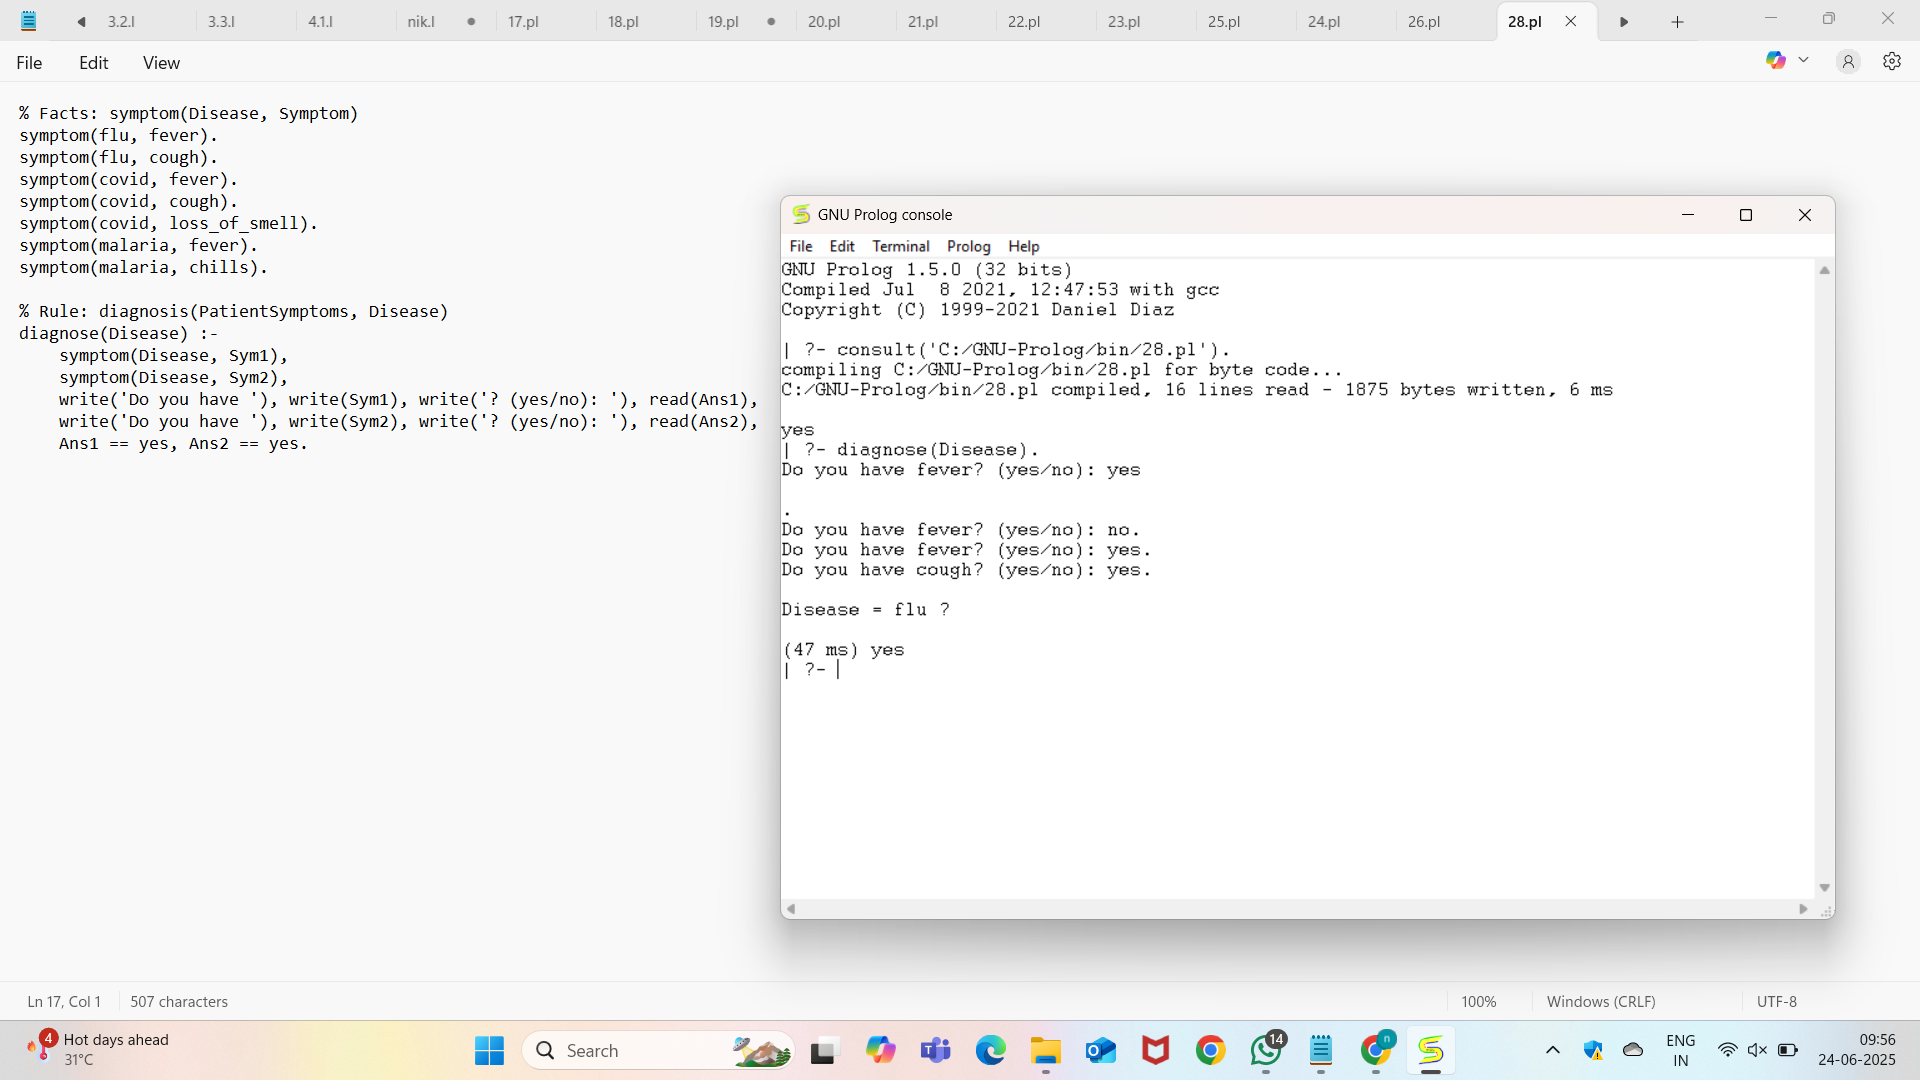 3.2.l 3.3.l 4.1.l nik.l 17.pl 18.pl 19.pl 20.pl 21.pl 22.pl 23.pl 25.pl 24.pl 26.pl 28.pl
File Edit View
% Facts: symptom(Disease, Symptom)
symptom(flu, fever).
symptom(flu, cough).
symptom(covid, fever).
symptom(covid, cough).
symptom(covid, loss_of_smell).
symptom(malaria, fever).
symptom(malaria, chills).
% Rule: diagnosis(PatientSymptoms, Disease)
diagnose(Disease) :-
symptom(Disease, Sym1),
symptom(Disease, Sym2),
write('Do you have '), write(Sym1), write('? (yes/no): '), read(Ans1),
write('Do you have '), write(Sym2), write('? (yes/no): '), read(Ans2),
Ans1 == yes, Ans2 == yes.
GNU Prolog console
File Edit Terminal Prolog Help
GNU Prolog 1.5.0 (32 bits)
Compiled Jul  8 2021, 12:47:53 with gcc
Copyright (C) 1999-2021 Daniel Diaz
| ?- consult('C:/GNU-Prolog/bin/28.pl').
compiling C:/GNU-Prolog/bin/28.pl for byte code...
C:/GNU-Prolog/bin/28.pl compiled, 16 lines read - 1875 bytes written, 6 ms
yes
| ?- diagnose(Disease).
Do you have fever? (yes/no): yes
.
Do you have fever? (yes/no): no.
Do you have fever? (yes/no): yes.
Do you have cough? (yes/no): yes.
Disease = flu ?
(47 ms) yes
| ?-
Ln 17, Col 1 507 characters 100% Windows (CRLF) UTF-8
4 Hot days ahead
31°C
Search
14
n
ENG
IN
09:56
24-06-2025